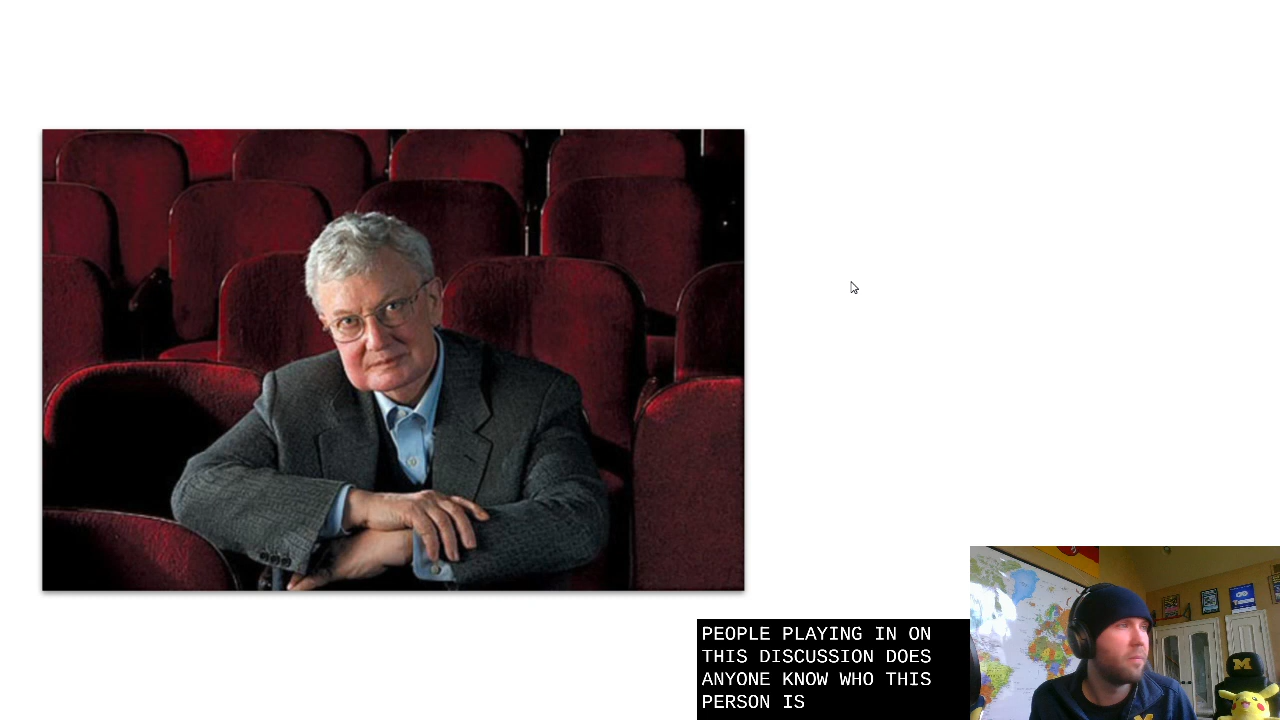 PEOPLE PLAYING IN ON
THIS DISCUSSION DOES
ANYONE KNOW WHO THIS
PERSON IS
M
M